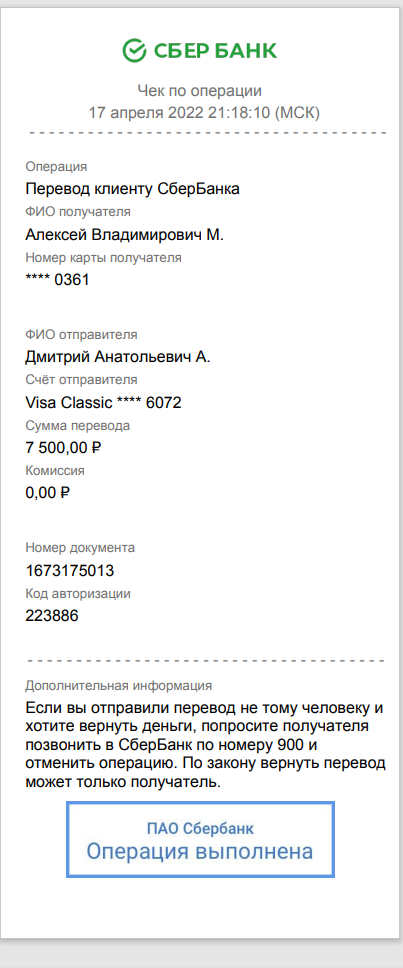 СБЕР БАНК
Чек по операции
17 апреля 2022 21:18:10 (МСК)
Операция
Перевод клиенту СберБанка
ФИО получателя
Алексей Владимирович М.
Номер карты получателя
**** 0361
ФИО отправителя
Дмитрий Анатольевич А.
Счёт отправителя
Visa Classic **** 6072
Сумма перевода
7 500,00 ₽
Комиссия
0,00 ₽
Номер документа
1673175013
Код авторизации
223886
Дополнительная информация
Если вы отправили перевод не тому человеку и
хотите вернуть деньги, попросите получателя
позвонить в СберБанк по номеру 900 и
отменить операцию. По закону вернуть перевод
может только получатель.
ПАО Сбербанк
Операция выполнена